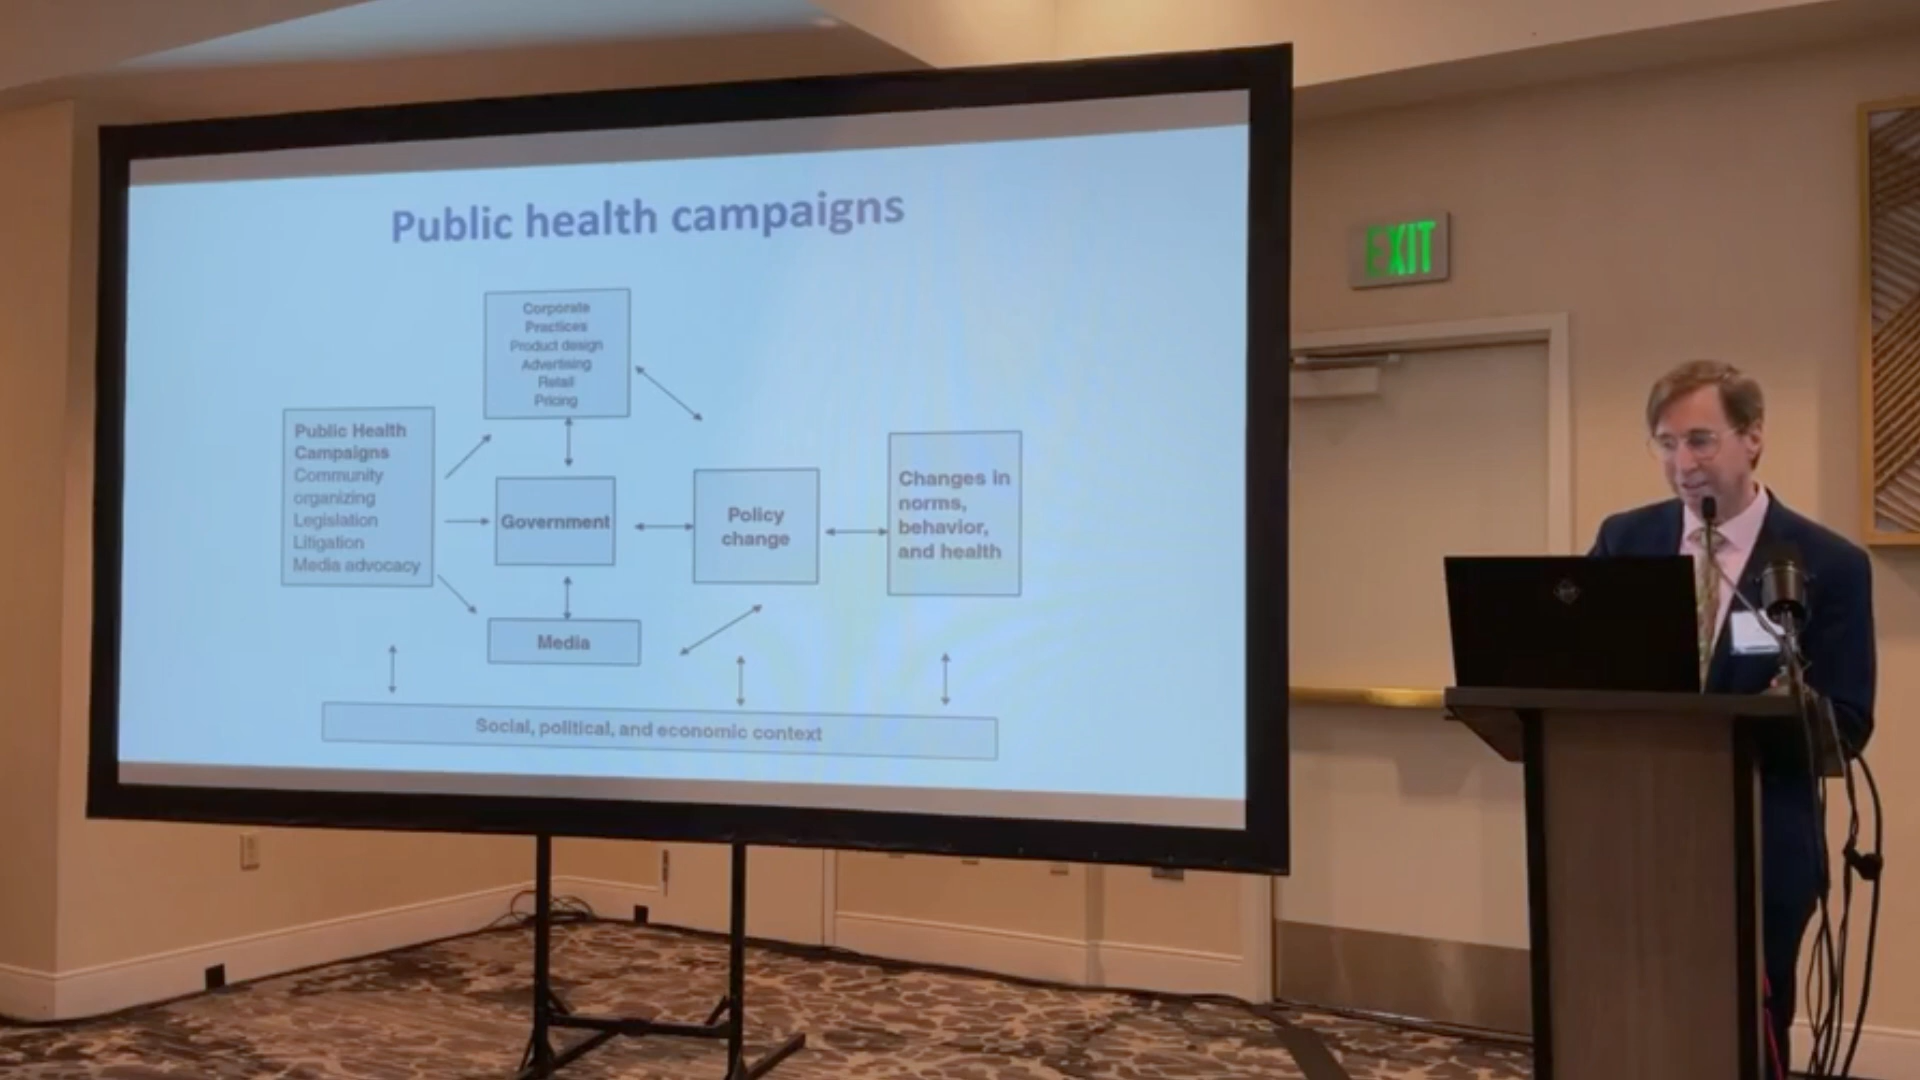 Public health campaigns
Corporate
Practices
Product design
Advertising
Retail
Pricing
Public Health
Campaigns
Community
organizing
Legislation
Litigation
Media advocacy
Government
Policy
change
Changes in
norms,
behavior,
and health
Media
Social, political, and economic context
EXIT